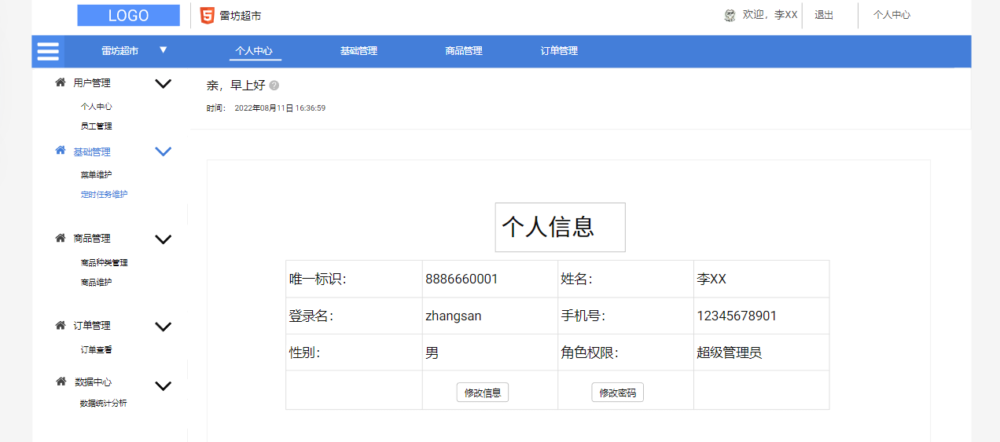 LOGO
雷坊超市
欢迎，李XX
退出
个人中心
雷坊超市
个人中心
基础管理
商品管理
订单管理
用户管理
个人中心
员工管理
基础管理
菜单维护
定时任务维护
商品管理
商品种类管理
商品维护
订单管理
订单查看
数据中心
数据统计分析
亲，早上好 ?
时间： 2022年08月11日 16:36:59
个人信息
唯一标识： 8886660001 姓名： 李XX
登录名： zhangsan 手机号： 12345678901
性别： 男 角色权限： 超级管理员
修改信息 修改密码